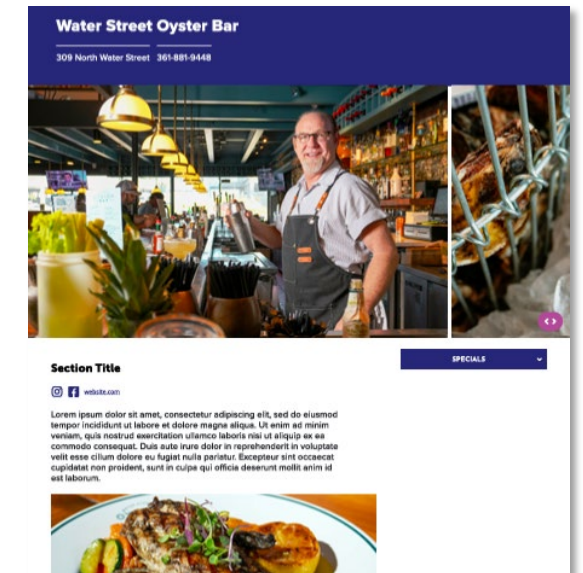 Water Street Oyster Bar
309 North Water Street 361-881-9448
SPECIALS
Section Title
website.com
Lorem ipsum dolor sit amet, consectetur adipiscing elit, sed do eiusmod
tempor incididunt ut labore et dolore magna aliqua. Ut enim ad minim
veniam, quis nostrud exercitation ullamco laboris nisi ut aliquip ex ea
commodo consequat. Duis aute irure dolor in reprehenderit in voluptate
velit esse cillum dolore eu fugiat nulla pariatur. Excepteur sint occaecat
cupidatat non proident, sunt in culpa qui officia deserunt mollit anim id
est laborum.